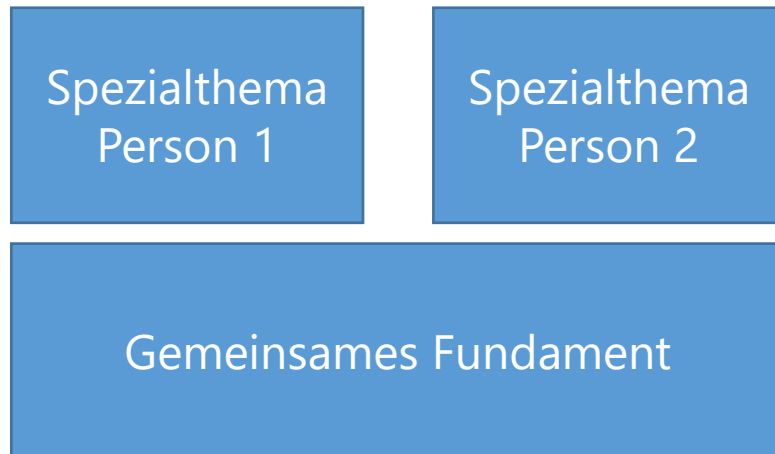 Spezialthema
Person 1
Spezialthema
Person 2
Gemeinsames Fundament